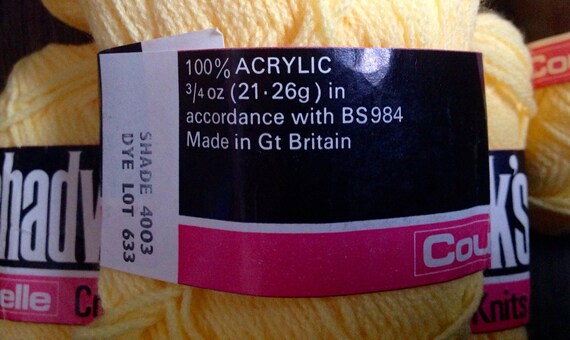 100% ACRYLIC
3/4 oz (21·26g) in
accordance with BS984
Made in Gt Britain
SHADE 4003
DYE LOT 633